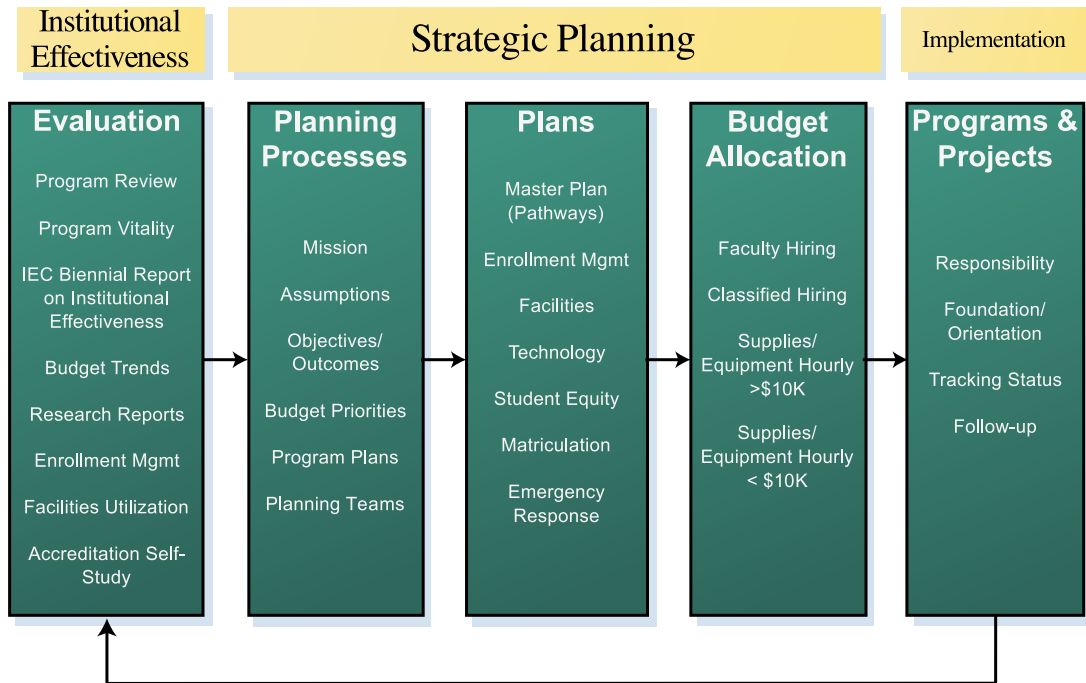 Institutional
Effectiveness
Strategic Planning
Implementation
Evaluation
Program Review
Program Vitality
IEC Biennial Report
on Institutional
Effectiveness
Budget Trends
Research Reports
Enrollment Mgmt
Facilities Utilization
Accreditation Self-
Study
Planning
Processes
Mission
Assumptions
Objectives/
Outcomes
Budget Priorities
Program Plans
Planning Teams
Plans
Master Plan
(Pathways)
Enrollment Mgmt
Facilities
Technology
Student Equity
Matriculation
Emergency
Response
Budget
Allocation
Faculty Hiring
Classified Hiring
Supplies/
Equipment Hourly
>$10K
Supplies/
Equipment Hourly
< $10K
Programs &
Projects
Responsibility
Foundation/
Orientation
Tracking Status
Follow-up